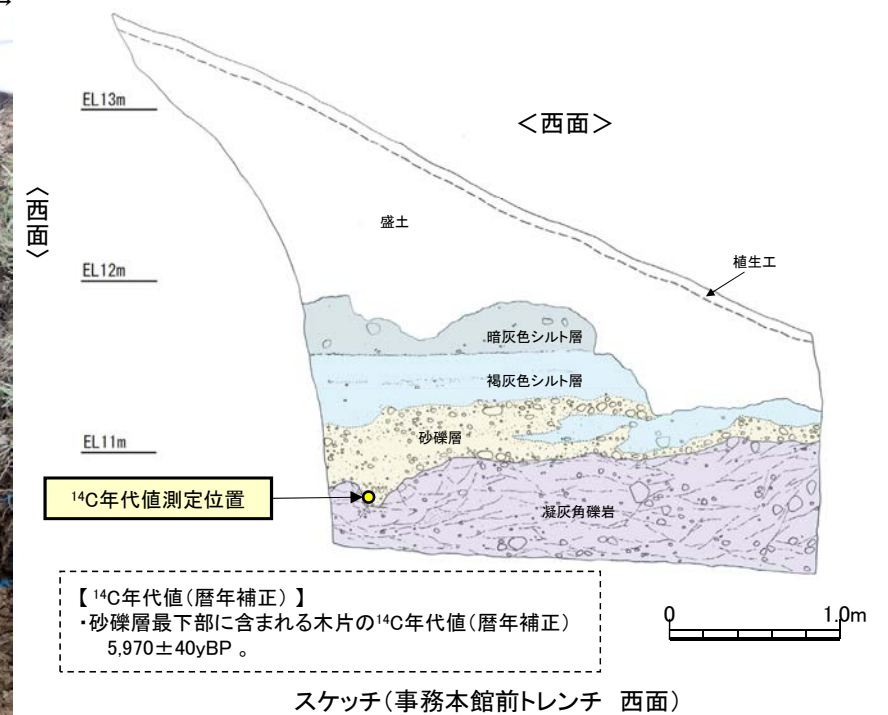 EL13m
<西面>
〈西面〉
盛土
EL12m
植生工
暗灰色シルト層
褐灰色シルト層
砂礫層
EL11m
¹⁴C年代値測定位置
凝灰角礫岩
【 ¹⁴C年代値(暦年補正) 】
・砂礫層最下部に含まれる木片の¹⁴C年代値(暦年補正)
5,970±40yBP 。
0 1.0m
スケッチ(事務本館前トレンチ 西面)